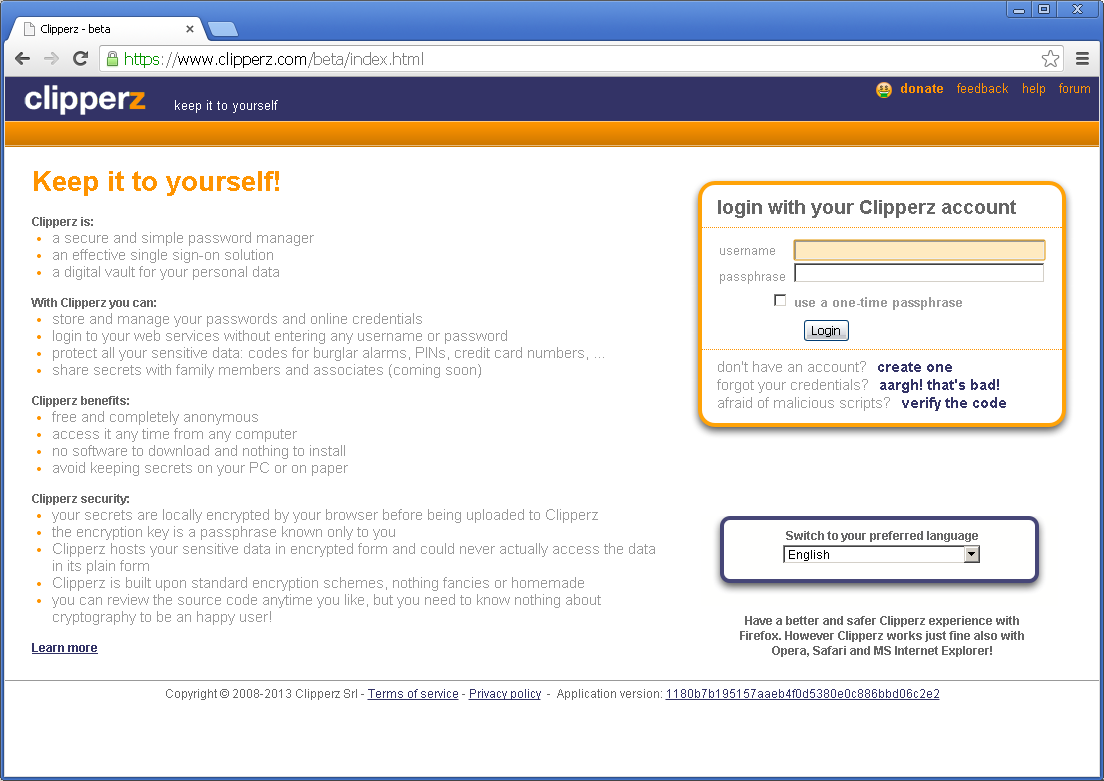 Clipperz - beta
https://www.clipperz.com/beta/index.html
clipperz keep it to yourself
donate feedback help forum
Keep it to yourself!
Clipperz is:
a secure and simple password manager
an effective single sign-on solution
a digital vault for your personal data
With Clipperz you can:
store and manage your passwords and online credentials
login to your web services without entering any username or password
protect all your sensitive data: codes for burglar alarms, PINs, credit card numbers, ...
share secrets with family members and associates (coming soon)
Clipperz benefits:
free and completely anonymous
access it any time from any computer
no software to download and nothing to install
avoid keeping secrets on your PC or on paper
Clipperz security:
your secrets are locally encrypted by your browser before being uploaded to Clipperz
the encryption key is a passphrase known only to you
Clipperz hosts your sensitive data in encrypted form and could never actually access the data
in its plain form
Clipperz is built upon standard encryption schemes, nothing fancies or homemade
you can review the source code anytime you like, but you need to know nothing about
cryptography to be an happy user!
Learn more
login with your Clipperz account
username
passphrase
use a one-time passphrase
Login
don't have an account? create one
forgot your credentials? aargh! that's bad!
afraid of malicious scripts? verify the code
Switch to your preferred language
English
Have a better and safer Clipperz experience with
Firefox. However Clipperz works just fine also with
Opera, Safari and MS Internet Explorer!
Copyright © 2008-2013 Clipperz Srl - Terms of service - Privacy policy - Application version: 1180b7b195157aaeb4f0d5380e0c886bbd06c2e2